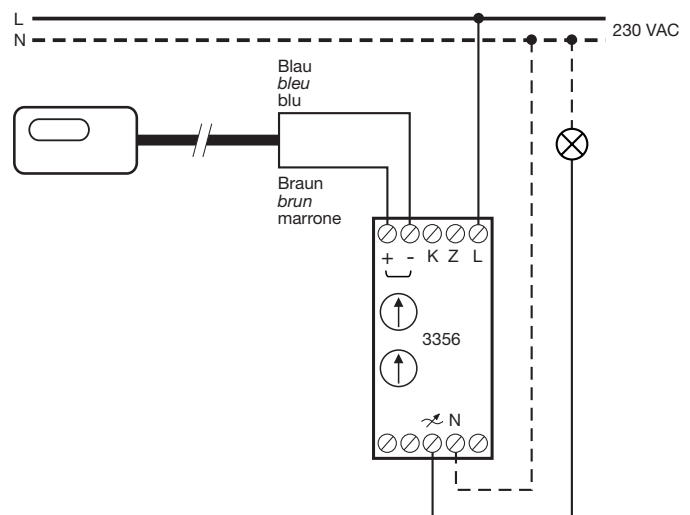 L
N
230 VAC
Blau
bleu
blu
Braun
brun
marrone
+ - K Z L
3356
N